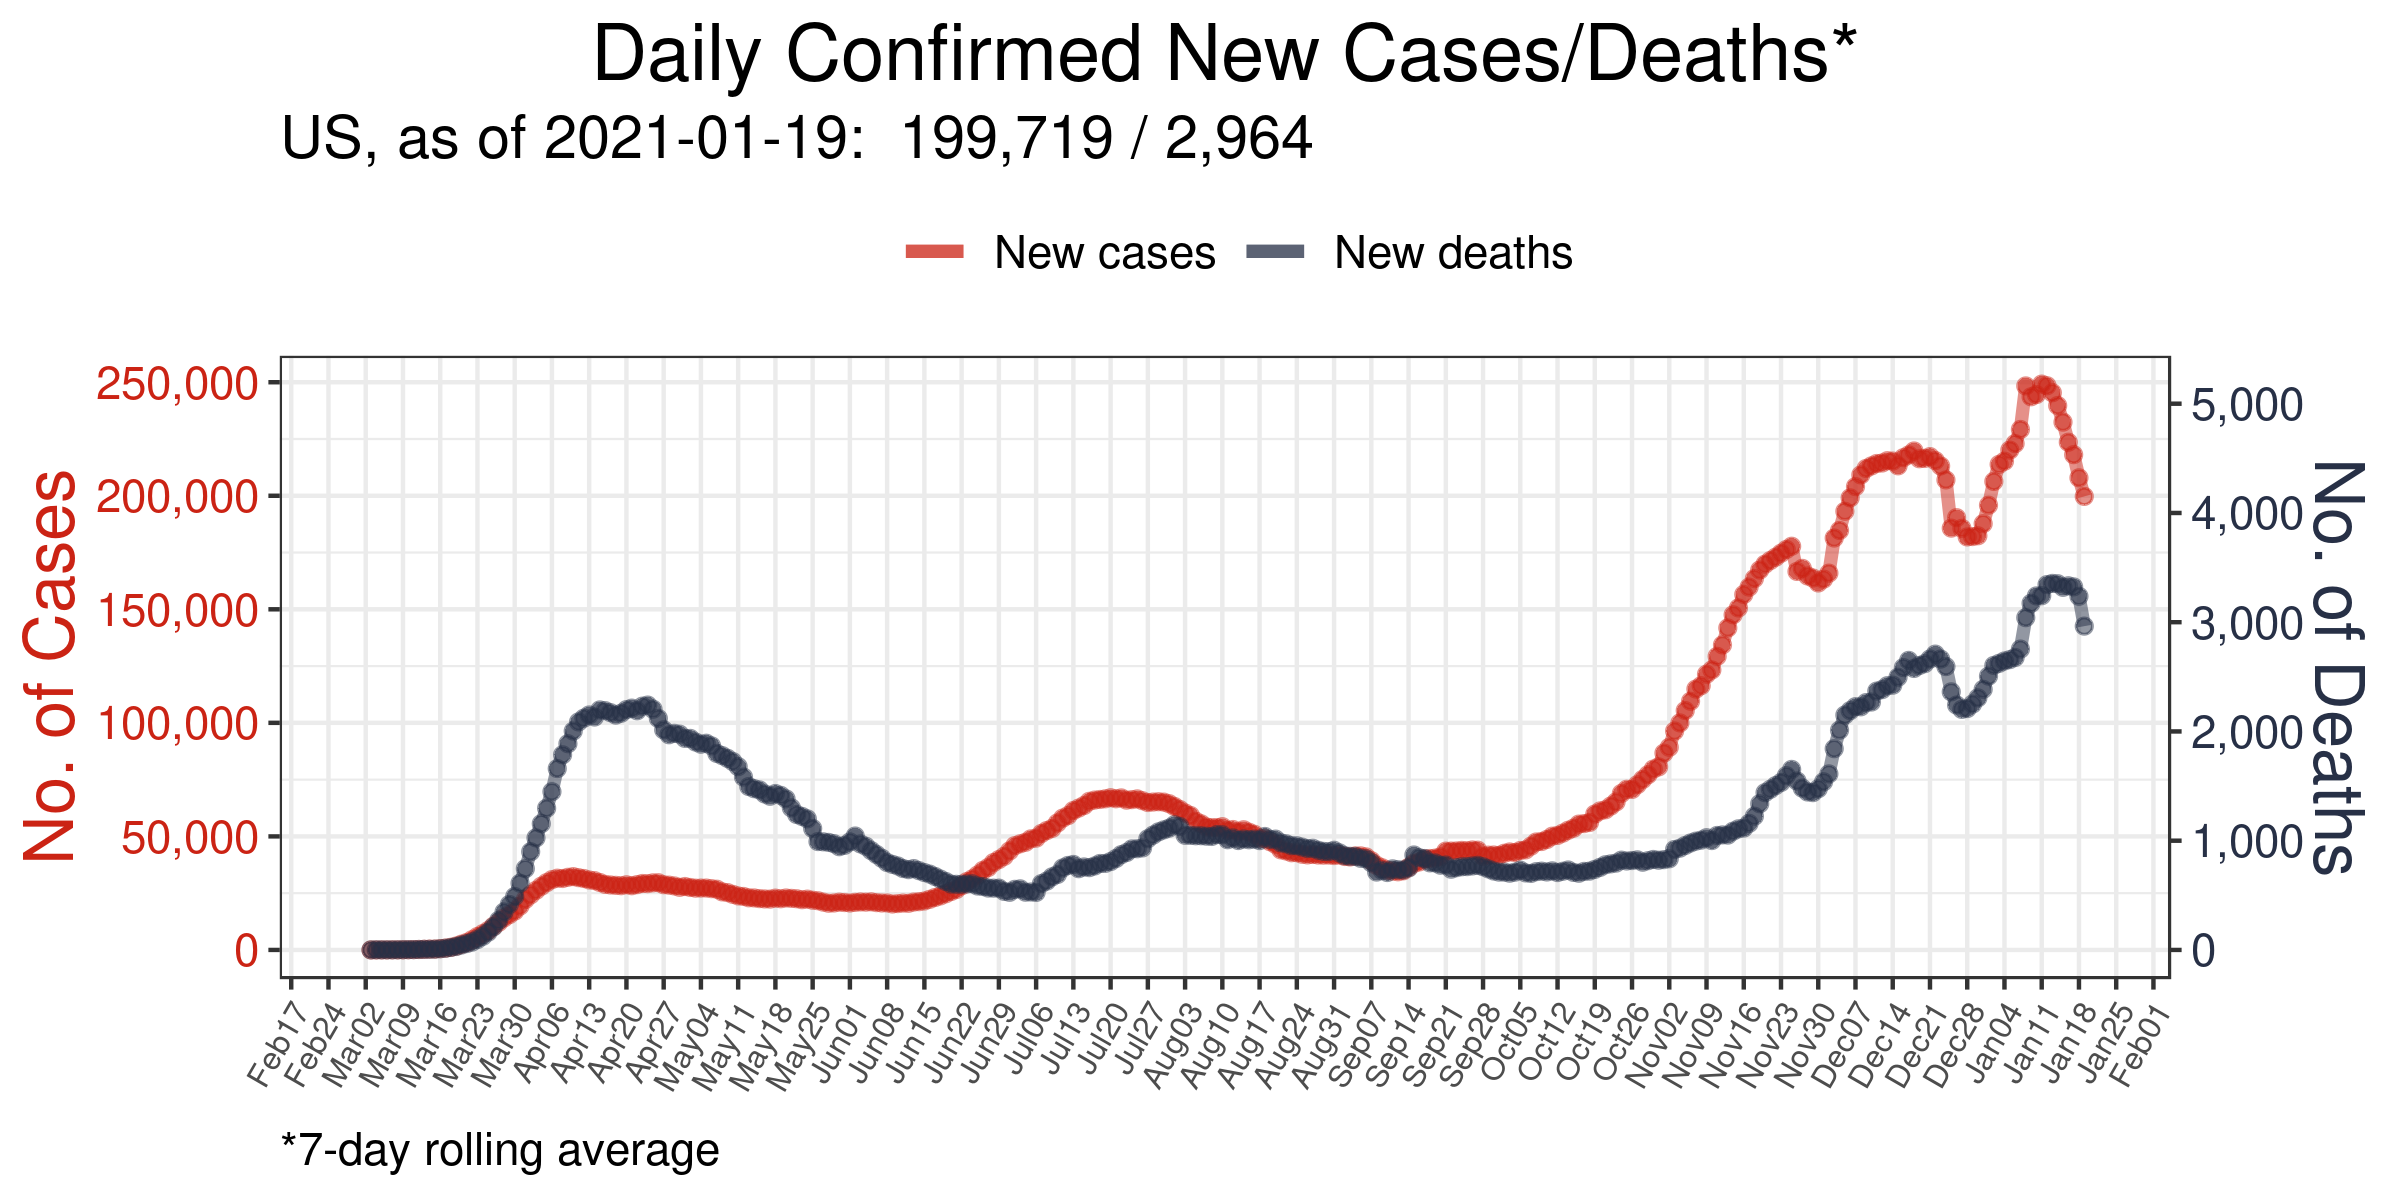 Daily Confirmed New Cases/Deaths*
US, as of 2021-01-19:  199,719 / 2,964
New cases
New deaths
No. of Cases
250,000
200,000
150,000
100,000
50,000
0
5,000
4,000
3,000
2,000
1,000
0
No. of Deaths
Feb17
Feb24
Mar02
Mar09
Mar16
Mar23
Mar30
Apr06
Apr13
Apr20
Apr27
May04
May11
May18
May25
Jun01
Jun08
Jun15
Jun22
Jun29
Jul06
Jul13
Jul20
Jul27
Aug03
Aug10
Aug17
Aug24
Aug31
Sep07
Sep14
Sep21
Sep28
Oct05
Oct12
Oct19
Oct26
Nov02
Nov09
Nov16
Nov23
Nov30
Dec07
Dec14
Dec21
Dec28
Jan04
Jan11
Jan18
Jan25
Feb01
*7-day rolling average